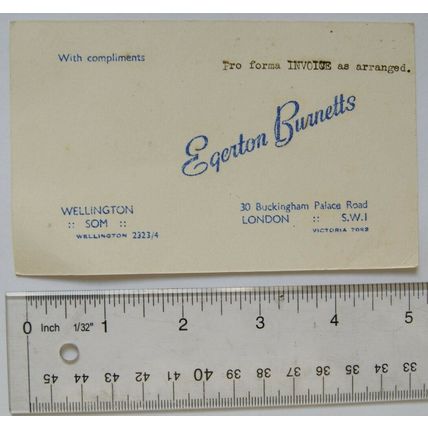 With compliments
Pro forma INVOICE as arranged.
Egerton Burnetts
WELLINGTON
:: SOM ::
WELLINGTON 2323/4
30 Buckingham Palace Road
LONDON :: S.W.1
VICTORIA 7082
0 Inch 1/32" 1 2 3 4 5
45 44 43 42 41 40 39 38 37 36 35 34 33